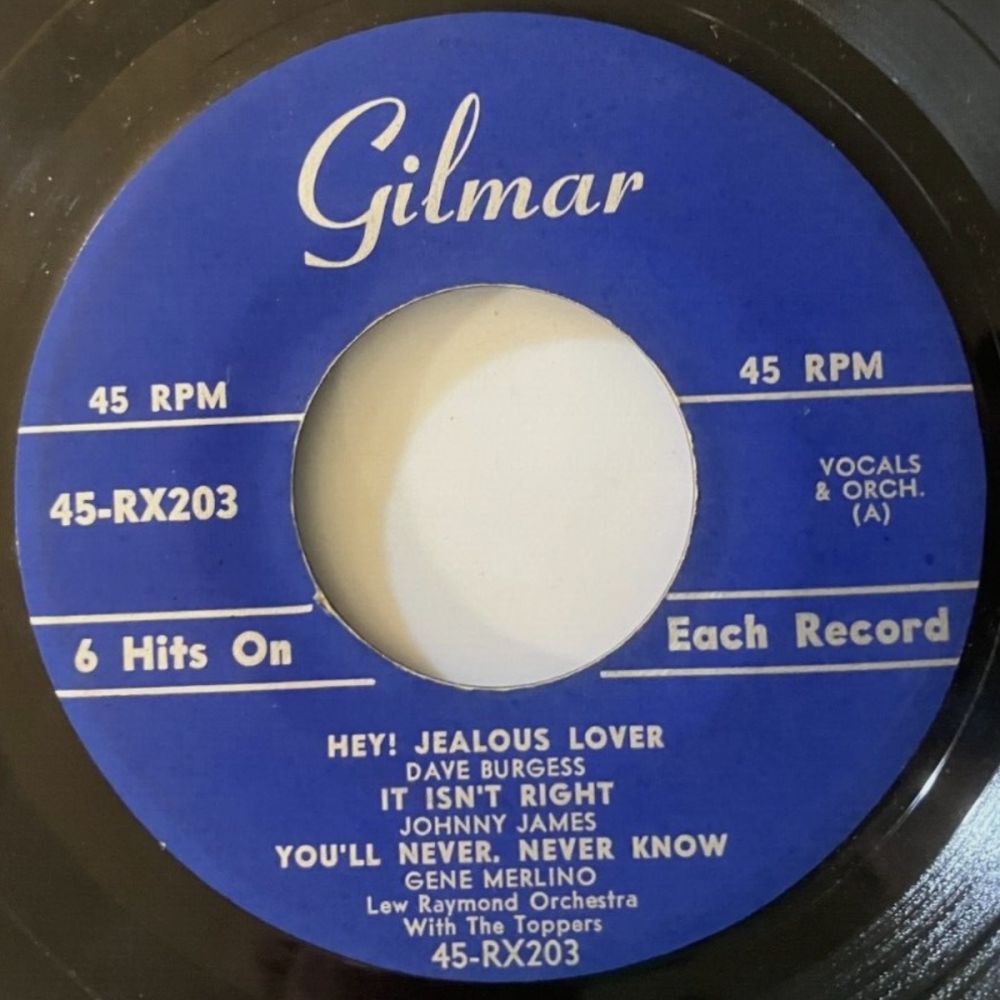 Gilmar
45 RPM
45 RPM
45-RX203
VOCALS
& ORCH.
(A)
6 Hits On
Each Record
HEY! JEALOUS LOVER
DAVE BURGESS
IT ISN'T RIGHT
JOHNNY JAMES
YOU'LL NEVER. NEVER KNOW
GENE MERLINO
Lew Raymond Orchestra
With The Toppers
45-RX203